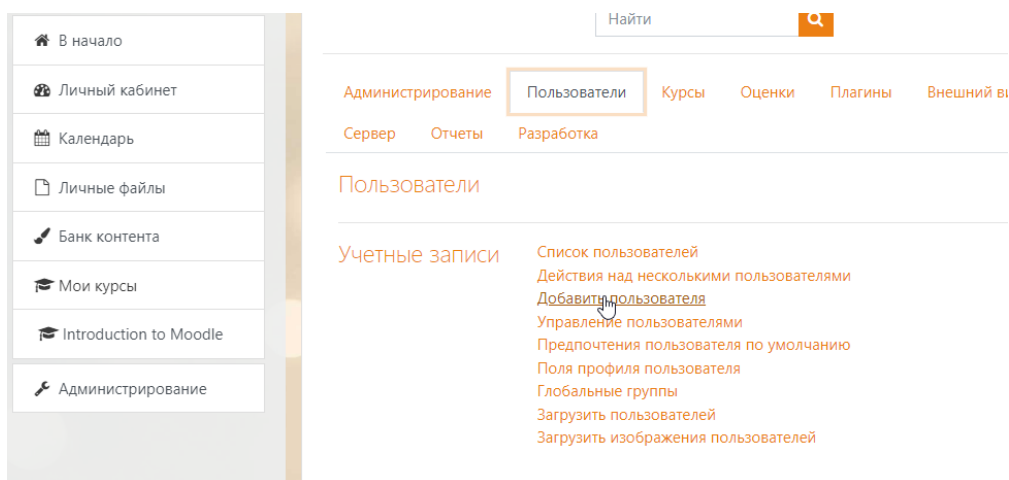 Найти
В начало
Личный кабинет
Календарь
Личные файлы
Банк контента
Мои курсы
Introduction to Moodle
Администрирование
Администрирование Пользователи Курсы Оценки Плагины Внешний
Сервер Отчеты Разработка
Пользователи
Учетные записи
Список пользователей
Действия над несколькими пользователями
Добавить пользователя
Управление пользователями
Предпочтения пользователя по умолчанию
Поля профиля пользователя
Глобальные группы
Загрузить пользователей
Загрузить изображения пользователей